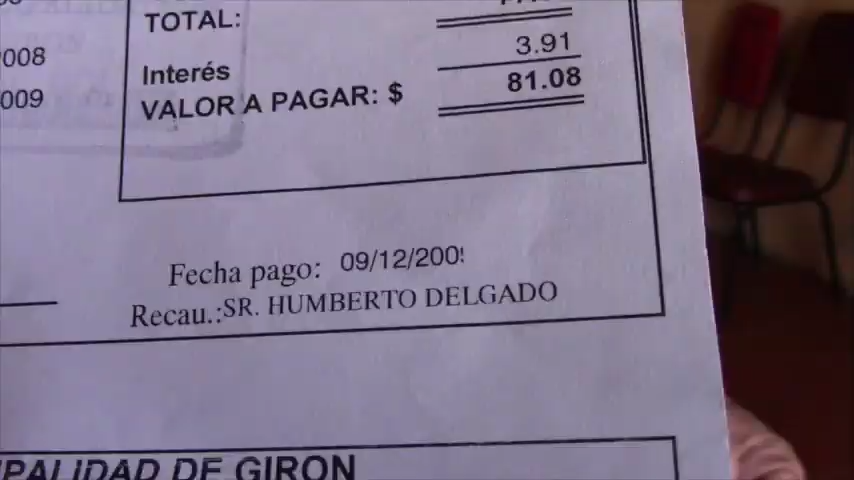 TOTAL:
008
3.91
Interés
009
VALOR A PAGAR: $ 81.08
Fecha pago: 09/12/200
Recau.:SR. HUMBERTO DELGADO
PALIDAD DE GIRON